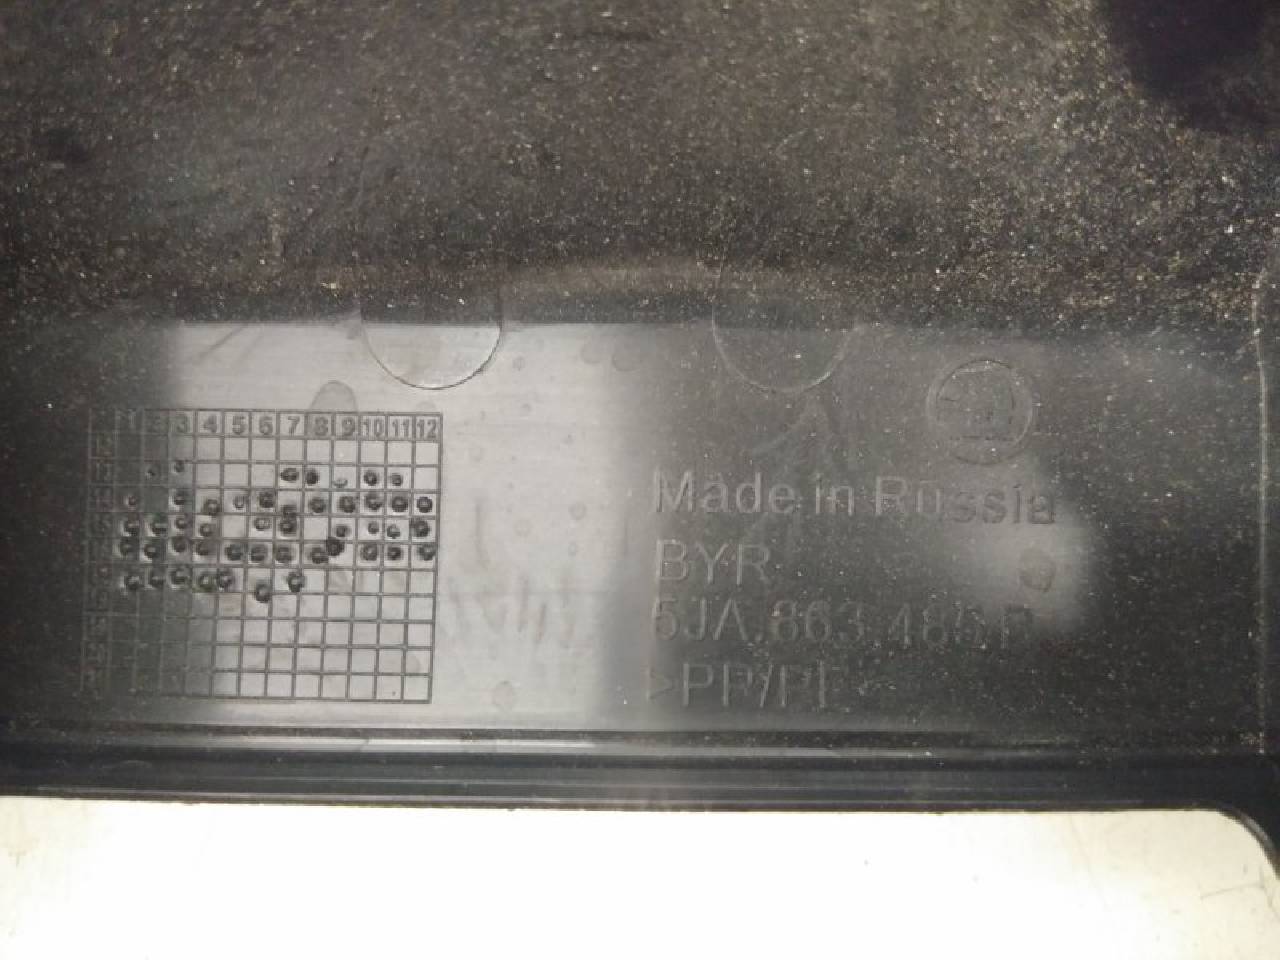 1 2 3 4 5 6 7 8 9 10 11 12
Made in Russia
BYR
5JA.863.485
>PP/PE<